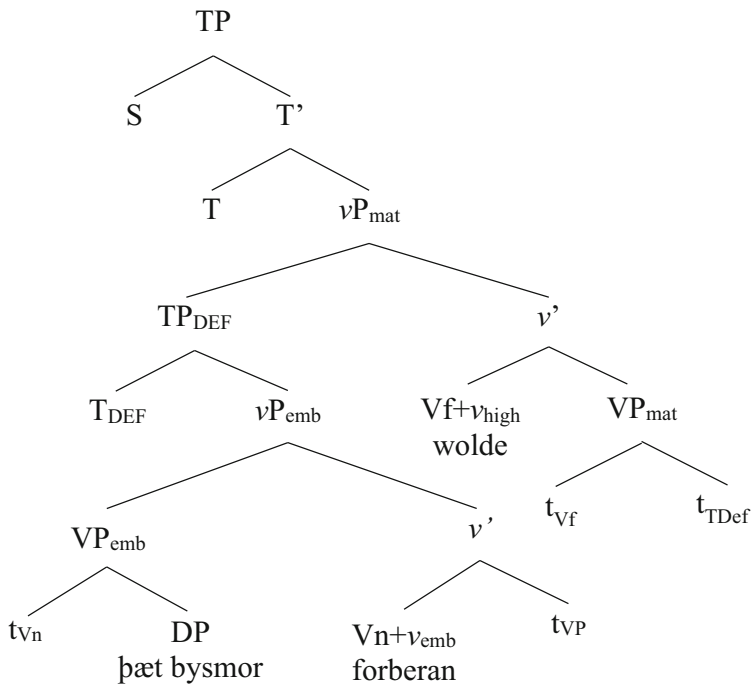 TP
S T’
T vPmat
TPDEF v’
TDEF vPemb Vf+vhigh VPmat
wolde
VPemb v’ tVf tTDef
tVn DP Vn+vemb tVP
þæt bysmor forberan